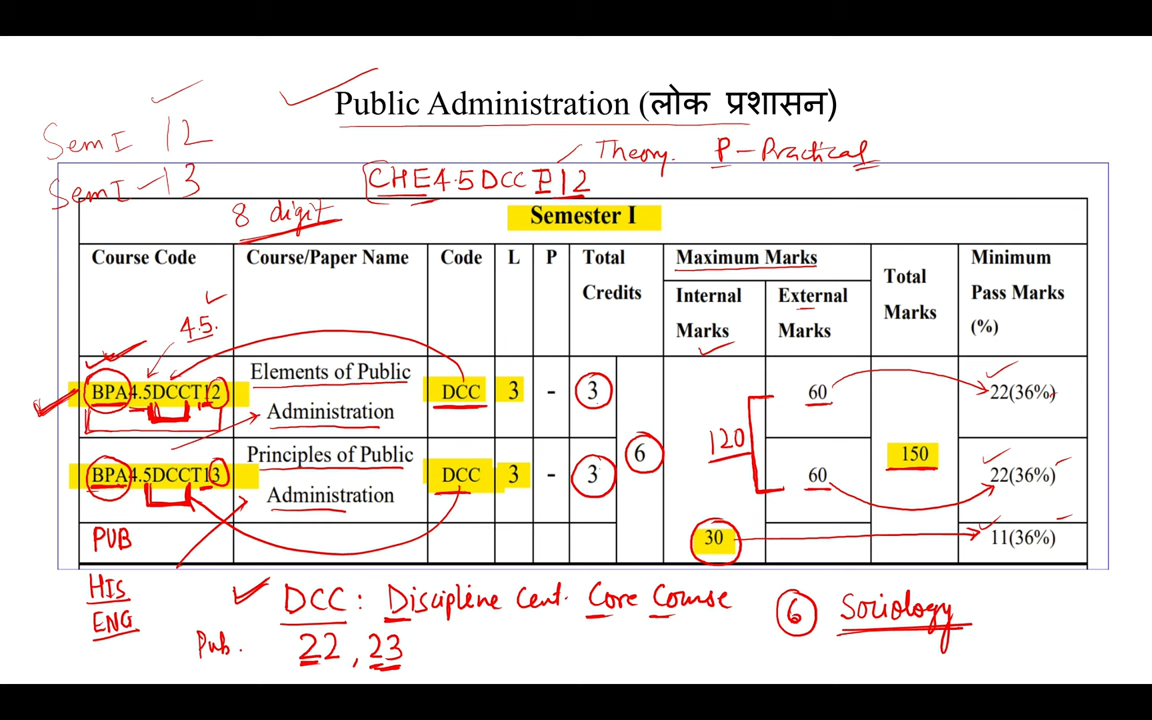 Public Administration (लोक प्रशासन)
Sem I 12
Theory. P - Practical
Sem I - 13
CHE4.5DCCP12
8 digit
Semester I
Course Code Course/Paper Name Code L P Total Credits Maximum Marks Total Marks Minimum Pass Marks (%)
Internal Marks External Marks
4.5.
BPA4.5DCCT12 Elements of Public Administration DCC 3 - 3 60 22(36%)
120
6
150
BPA4.5DCCT13 Principles of Public Administration DCC 3 - 3 60 22(36%)
PUB 30 11(36%)
HIS
ENG
DCC : Discipline Cent. Core Course
6 Sociology
Pub. 22, 23